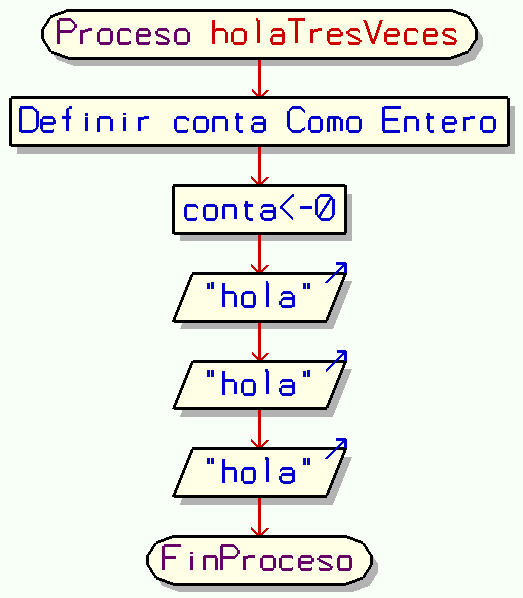 Proceso holaTresVeces
Definir conta Como Entero
conta<-0
"hola"
"hola"
"hola"
FinProceso